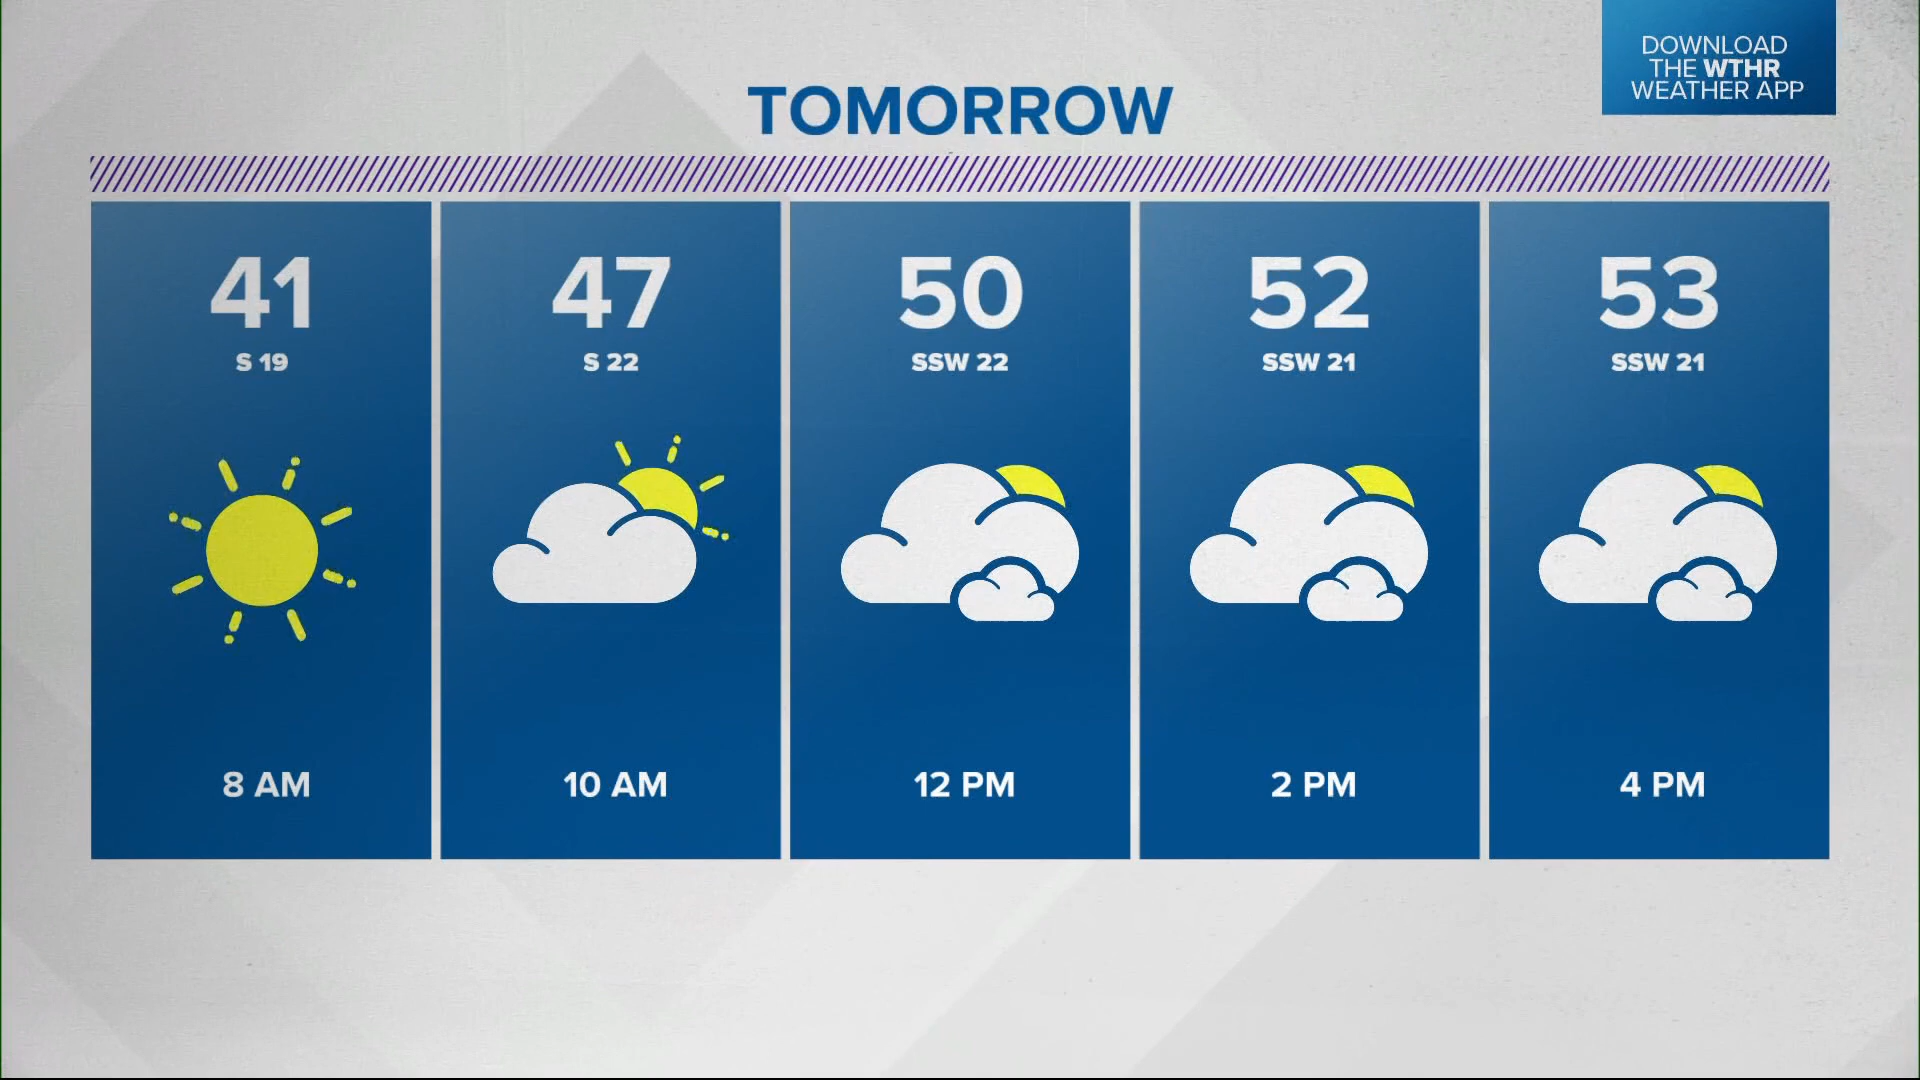 DOWNLOAD
THE WTHR
WEATHER APP
TOMORROW
41
S 19
8 AM
47
S 22
10 AM
50
SSW 22
12 PM
52
SSW 21
2 PM
53
SSW 21
4 PM